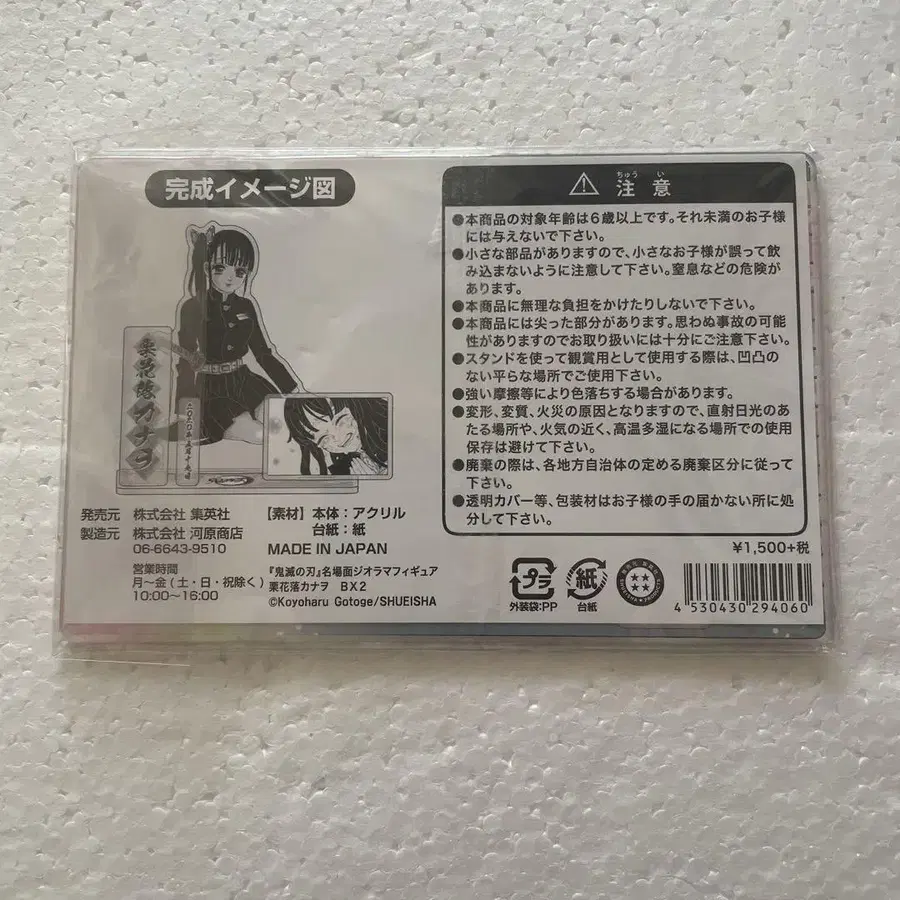 完成イメージ図
栗花落カナヲ
発売元 株式会社 集英社
製造元 株式会社 河原商店
06-6643-9510
営業時間
月〜金(土・日・祝除く)
10:00〜16:00
【素材】本体:アクリル
台紙:紙
MADE IN JAPAN
『鬼滅の刃』名場面ジオラマフィギュア
栗花落カナヲ BX2
©Koyoharu Gotoge/SHUEISHA
ちゅう い
注 意
●本商品の対象年齢は6歳以上です。それ未満のお子様
には与えないで下さい。
●小さな部品がありますので、小さなお子様が誤って飲
み込まないように注意して下さい。窒息などの危険が
あります。
●本商品に無理な負担をかけたりしないで下さい。
●本商品には尖った部分があります。思わぬ事故の可能
性がありますのでお取り扱いには十分にご注意下さい。
●スタンドを使って観賞用として使用する際は、凹凸の
ない平らな場所でご使用下さい。
●強い摩擦等により色落ちする場合があります。
●変形、変質、火災の原因となりますので、直射日光のあ
たる場所や、火気の近く、高温多湿になる場所での使用
保存は避けて下さい。
●廃棄の際は、各地方自治体の定める廃棄区分に従って
下さい。
●透明カバー等、包装材はお子様の手の届かない所に処
分して下さい。
¥1,500+税
プラ
外装袋:PP
紙
台紙
4 530430 294060